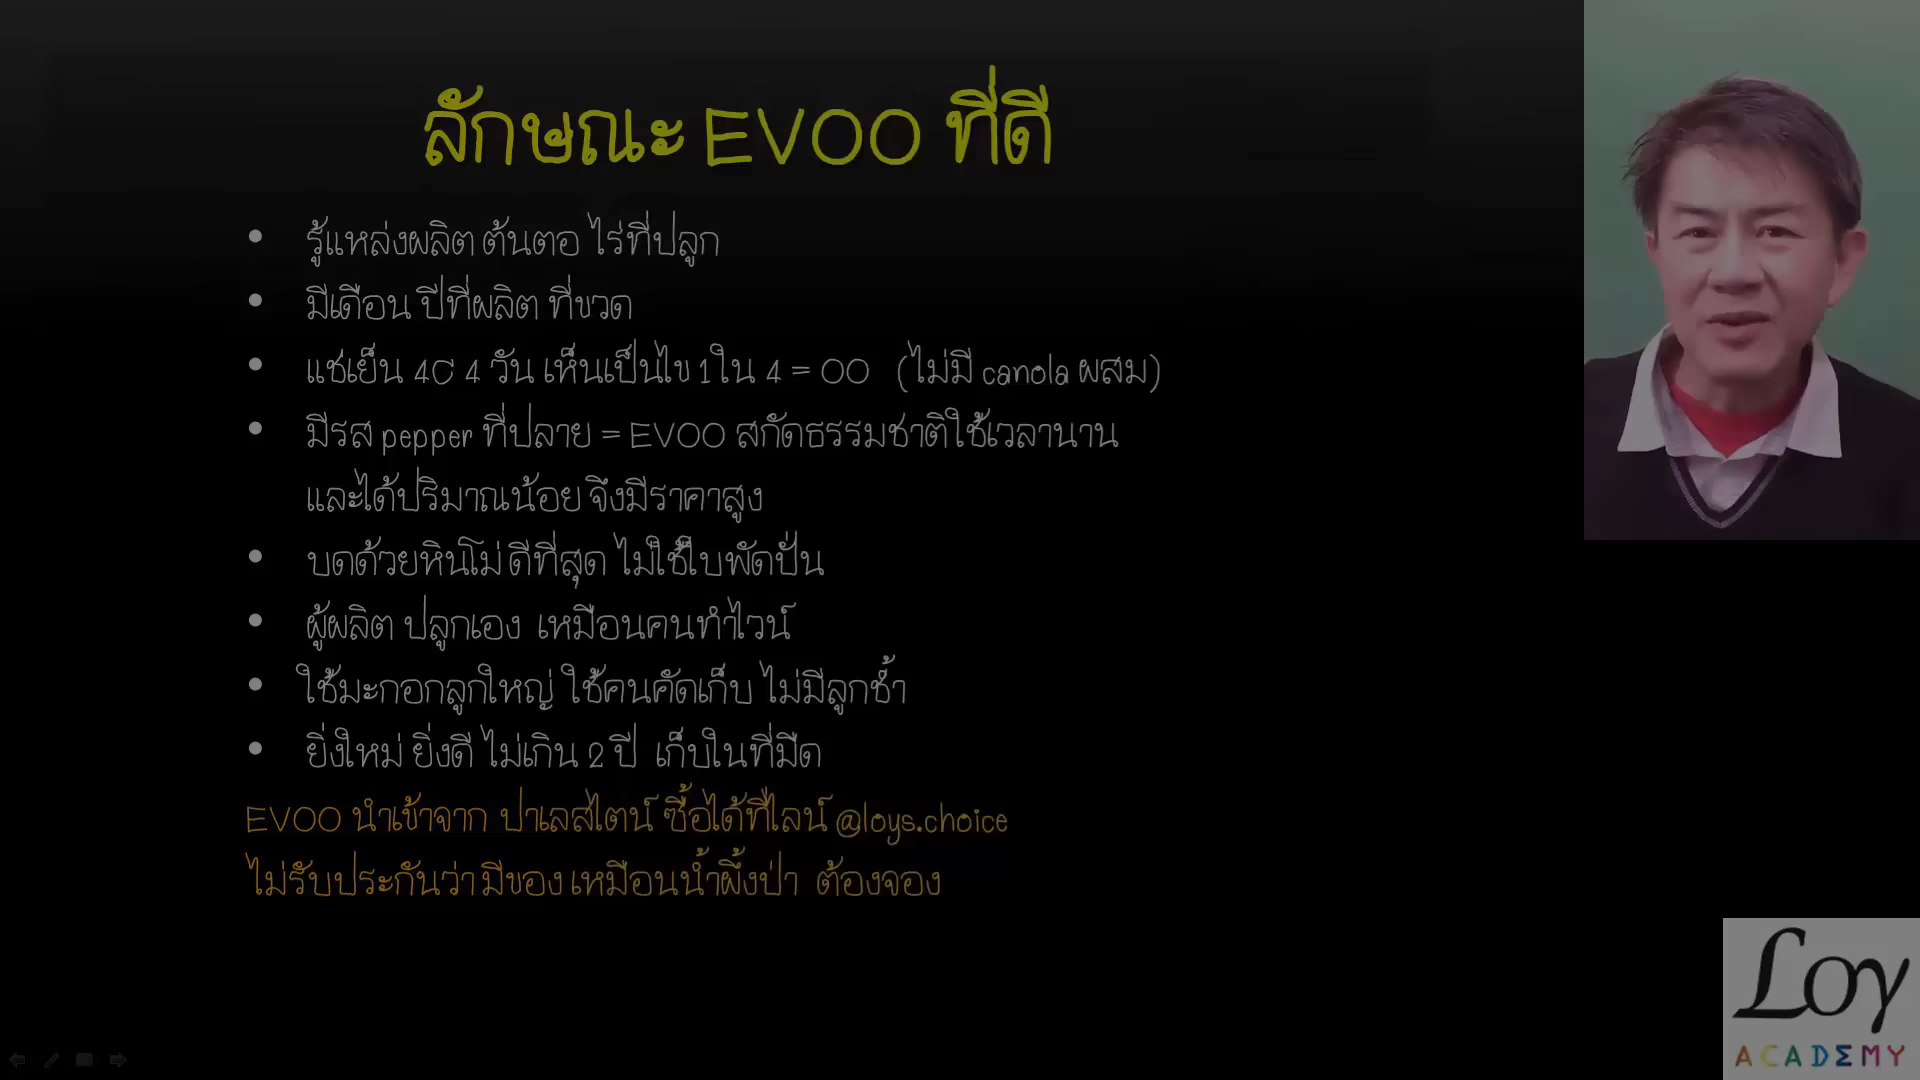 ลักษณะ EVOO ที่ดี
• รู้แหล่งผลิต ต้นตอ ไร่ที่ปลูก
• มีเดือน ปีที่ผลิต ที่ขวด
• แช่เย็น 4C 4 วัน เห็นเป็นไข 1ใน 4 = OO (ไม่มี canola ผสม)
• มีรส pepper ที่ปลาย = EVOO สกัดธรรมชาติใช้เวลานาน
และได้ปริมาณน้อย จึงมีราคาสูง
• บดด้วยหินโม่ ดีที่สุด ไม่ใช้ใบพัดปั่น
• ผู้ผลิต ปลูกเอง เหมือนคนทำไวน์
• ใช้มะกอกลูกใหญ่ ใช้คนคัดเก็บ ไม่มีลูกช้ำ
• ยิ่งใหม่ ยิ่งดี ไม่เกิน 2 ปี เก็บในที่มืด
EVOO นำเข้าจาก ปาเลสไตน์ ซื้อได้ที่ไลน์ @loys.choice
ไม่รับประกันว่า มีของ เหมือนน้ำผึ้งป่า ต้องจอง
Loy
ACADEMY